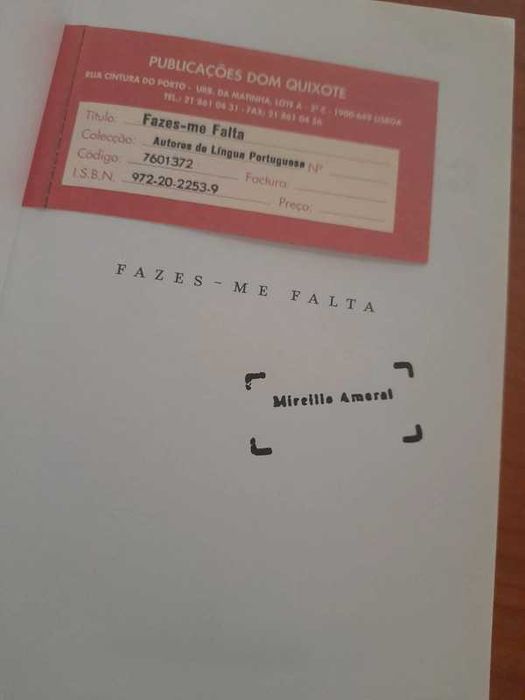 PUBLICAÇÕES DOM QUIXOTE
RUA CINTURA DO PORTO - URB. DA MATINHA, LOTE A - 2º C - 1900-649 LISBOA
TEL.: 21 861 04 31 - FAX: 21 861 04 56
Título: Fazes-me Falta
Colecção: Autores de Língua Portuguesa Nº
Código: 7601372 Factura:
I.S.B.N. 972-20-2253-9 Preço:
FAZES-ME FALTA
Mireille Amaral